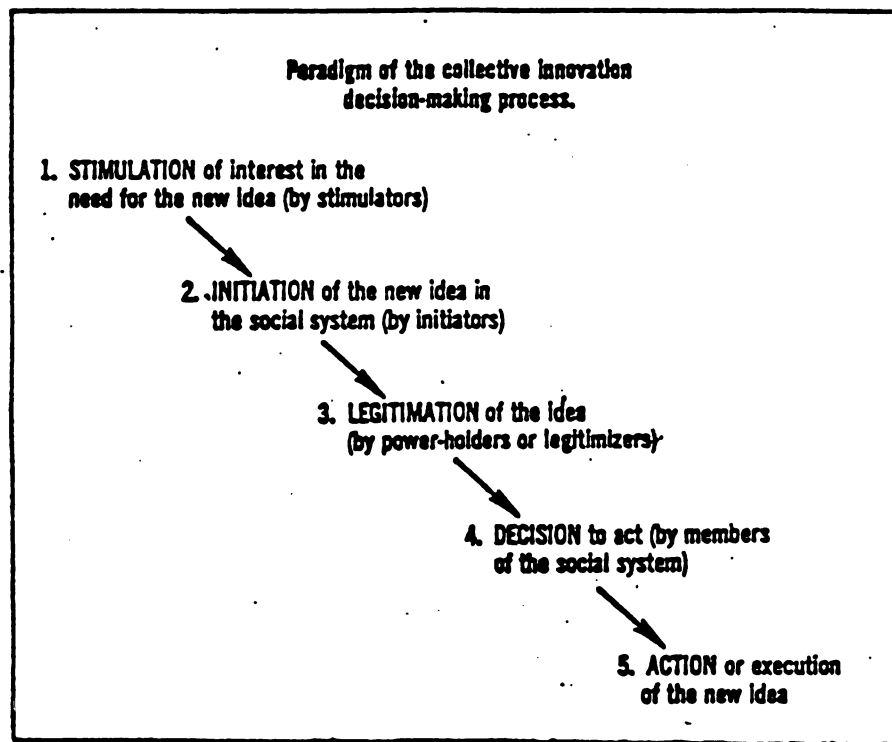 Paradigm of the collective innovation
decision-making process.
1. STIMULATION of interest in the
need for the new idea (by stimulators)
2. INITIATION of the new idea in
the social system (by initiators)
3. LEGITIMATION of the idea
(by power-holders or legitimizers)
4. DECISION to act (by members
of the social system)
5. ACTION or execution
of the new idea